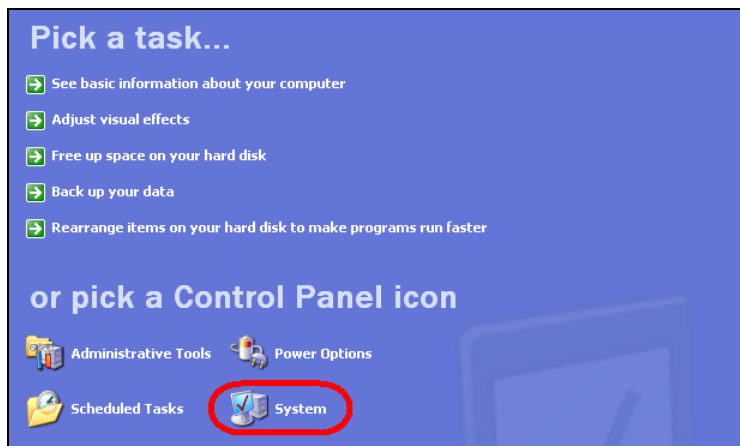 Pick a task...
See basic information about your computer
Adjust visual effects
Free up space on your hard disk
Back up your data
Rearrange items on your hard disk to make programs run faster
or pick a Control Panel icon
Administrative Tools
Power Options
Scheduled Tasks
System